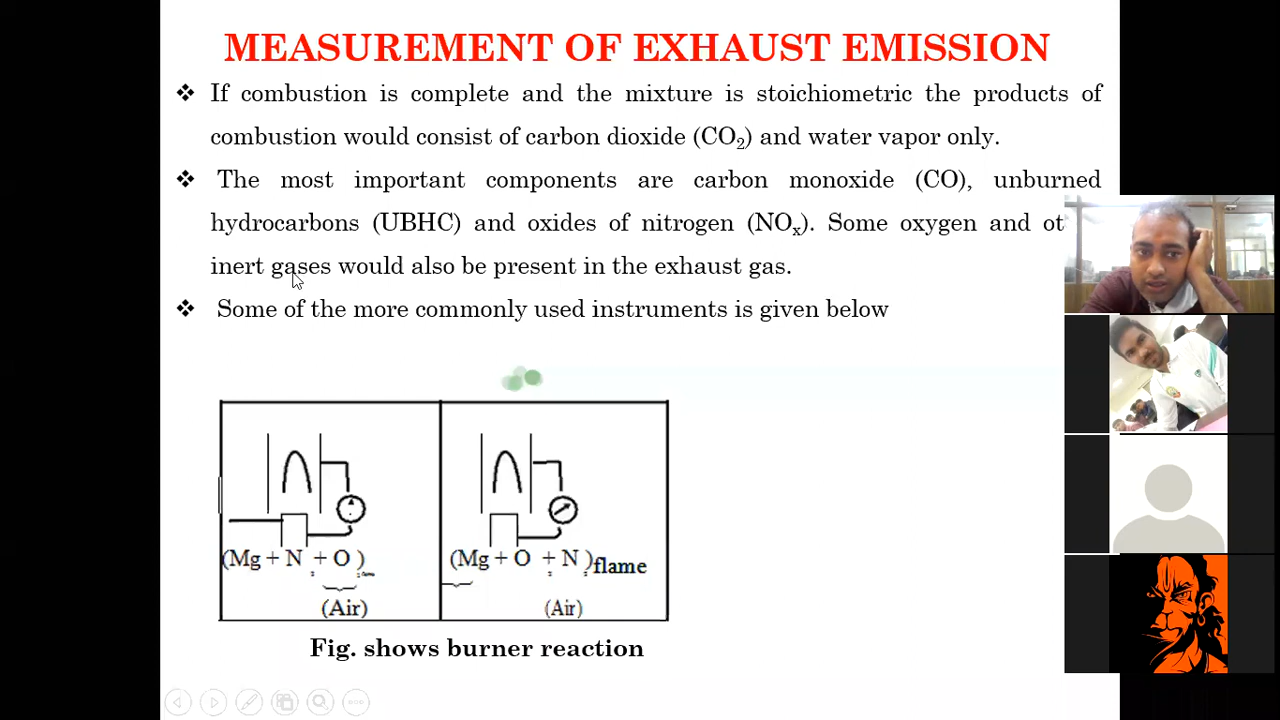 MEASUREMENT OF EXHAUST EMISSION
❖ If combustion is complete and the mixture is stoichiometric the products of
combustion would consist of carbon dioxide (CO₂) and water vapor only.
❖ The most important components are carbon monoxide (CO), unburned
hydrocarbons (UBHC) and oxides of nitrogen (NOₓ). Some oxygen and ot
inert gases would also be present in the exhaust gas.
❖ Some of the more commonly used instruments is given below
(Mg + N₂ + O₂)
(Air)
(Mg + O₂ + N₂)flame
(Air)
Fig. shows burner reaction